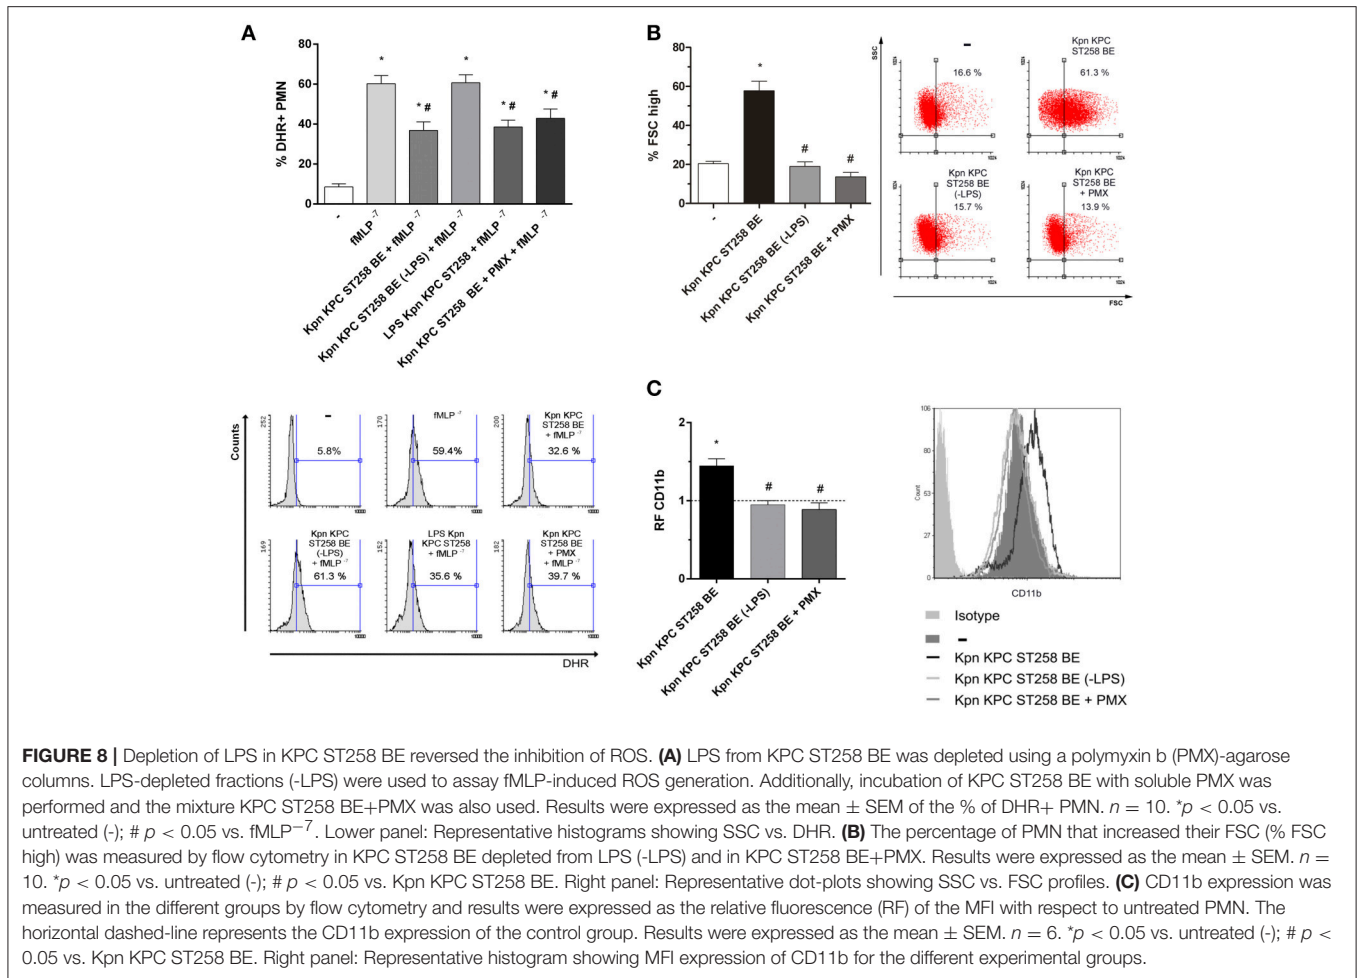 A
% DHR+ PMN
80
60
40
20
0
*
* #
*
* #
* #
-
fMLP -7
Kpn KPC ST258 BE + fMLP -7
Kpn KPC ST258 BE (-LPS) + fMLP -7
LPS Kpn KPC ST258 + fMLP -7
Kpn KPC ST258 BE + PMX + fMLP -7
B
% FSC high
80
60
40
20
0
*
#
#
-
Kpn KPC ST258 BE
Kpn KPC ST258 BE (-LPS)
Kpn KPC ST258 BE + PMX
SSC
-
16.6 %
Kpn KPC
ST258 BE
61.3 %
Kpn KPC
ST258 BE
(-LPS)
15.7 %
Kpn KPC
ST258 BE
+ PMX
13.9 %
1024
1024
1024
1024
FSC
Counts
252
-
5.8%
170
fMLP -7
59.4%
200
Kpn KPC
ST258 BE
+ fMLP -7
32.6 %
169
Kpn KPC
ST258 BE
(-LPS)
+ fMLP -7
61.3 %
152
LPS Kpn
KPC ST258
+ fMLP -7
35.6 %
182
Kpn KPC
ST258 BE
+ PMX
+ fMLP -7
39.7 %
DHR
C
RF CD11b
2
1
0
*
#
#
Kpn KPC ST258 BE
Kpn KPC ST258 BE (-LPS)
Kpn KPC ST258 BE + PMX
Count
106
80
53
27
0
CD11b
Isotype
-
Kpn KPC ST258 BE
Kpn KPC ST258 BE (-LPS)
Kpn KPC ST258 BE + PMX
FIGURE 8 | Depletion of LPS in KPC ST258 BE reversed the inhibition of ROS. (A) LPS from KPC ST258 BE was depleted using a polymyxin b (PMX)-agarose
columns. LPS-depleted fractions (-LPS) were used to assay fMLP-induced ROS generation. Additionally, incubation of KPC ST258 BE with soluble PMX was
performed and the mixture KPC ST258 BE+PMX was also used. Results were expressed as the mean ± SEM of the % of DHR+ PMN. n = 10. *p < 0.05 vs.
untreated (-); # p < 0.05 vs. fMLP−7. Lower panel: Representative histograms showing SSC vs. DHR. (B) The percentage of PMN that increased their FSC (% FSC
high) was measured by flow cytometry in KPC ST258 BE depleted from LPS (-LPS) and in KPC ST258 BE+PMX. Results were expressed as the mean ± SEM. n =
10. *p < 0.05 vs. untreated (-); # p < 0.05 vs. Kpn KPC ST258 BE. Right panel: Representative dot-plots showing SSC vs. FSC profiles. (C) CD11b expression was
measured in the different groups by flow cytometry and results were expressed as the relative fluorescence (RF) of the MFI with respect to untreated PMN. The
horizontal dashed-line represents the CD11b expression of the control group. Results were expressed as the mean ± SEM. n = 6. *p < 0.05 vs. untreated (-); # p <
0.05 vs. Kpn KPC ST258 BE. Right panel: Representative histogram showing MFI expression of CD11b for the different experimental groups.